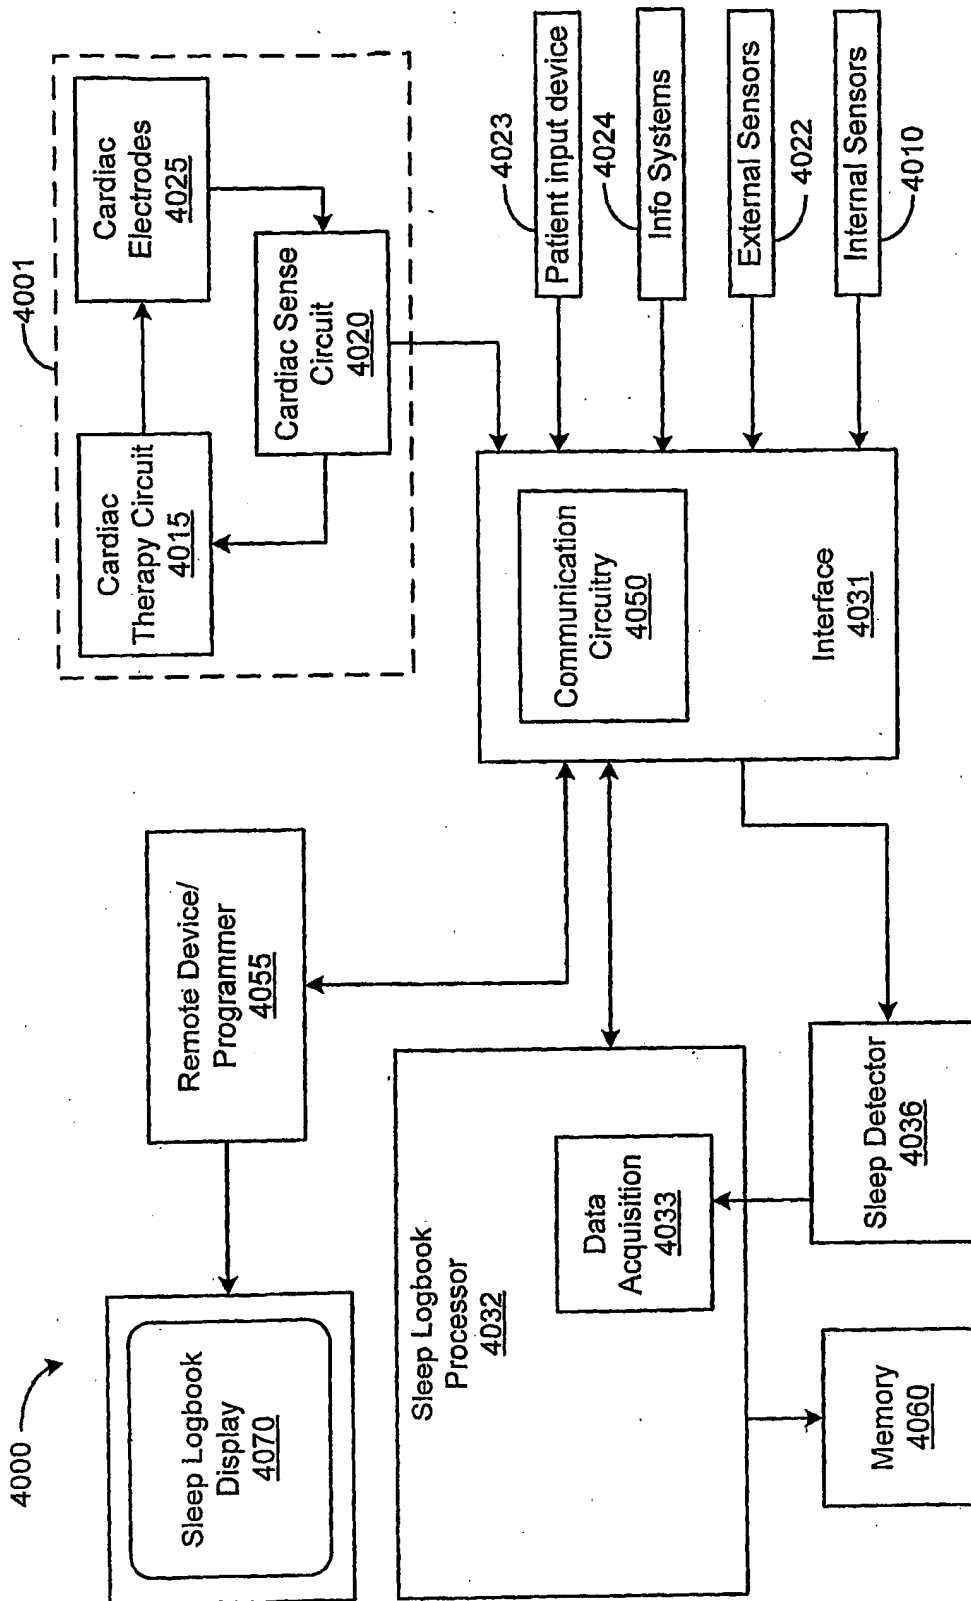 4000
Sleep Logbook
Display
4070
Remote Device/
Programmer
4055
4001
Cardiac
Therapy Circuit
4015
Cardiac
Electrodes
4025
Cardiac Sense
Circuit
4020
Sleep Logbook
Processor
4032
Data
Acquisition
4033
Communication
Circuitry
4050
Interface
4031
4023
Patient input device
4024
Info Systems
External Sensors
4022
Internal Sensors
4010
Memory
4060
Sleep Detector
4036